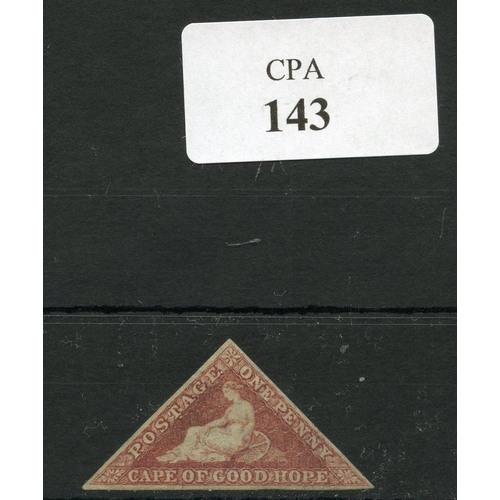 CPA
143
POSTAGE
ONE PENNY
CAPE OF GOOD HOPE